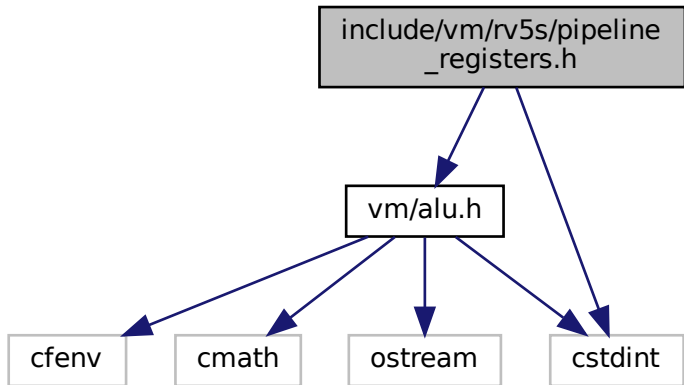 include/vm/rv5s/pipeline
_registers.h
vm/alu.h
cfenv
cmath
ostream
cstdint